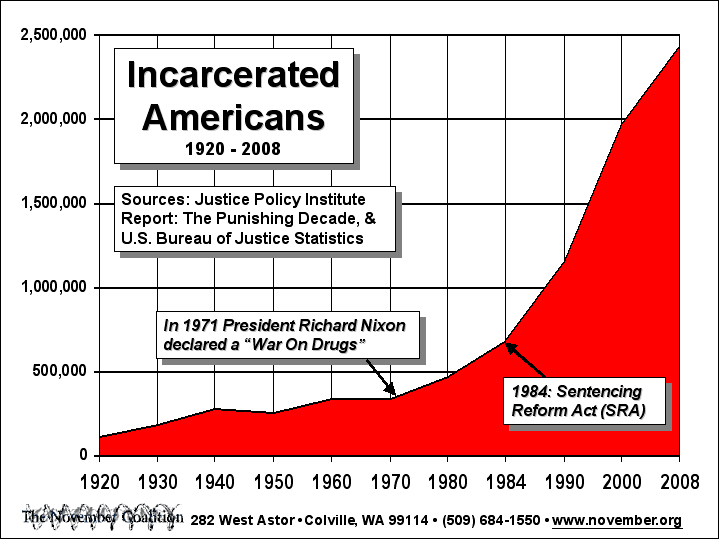 2,500,000
2,000,000
1,500,000
1,000,000
500,000
0
Incarcerated
Americans
1920 - 2008
Sources: Justice Policy Institute
Report: The Punishing Decade, &
U.S. Bureau of Justice Statistics
In 1971 President Richard Nixon
declared a “War On Drugs”
1984: Sentencing
Reform Act (SRA)
1920 1930 1940 1950 1960 1970 1980 1984 1990 2000 2008
The November Coalition 282 West Astor • Colville, WA 99114 • (509) 684-1550 • www.november.org